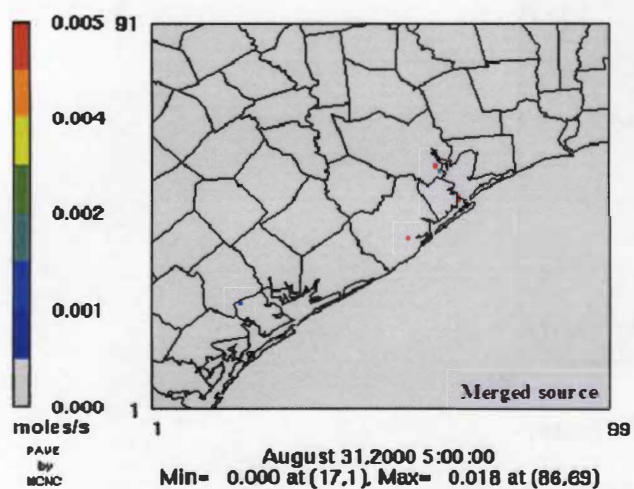 0.005
0.004
0.002
0.001
0.000
moles/s
PAVE
by
MCNC
91
1
1
99
Merged source
August 31,2000 5:00:00
Min= 0.000 at (17,1), Max= 0.018 at (86,69)